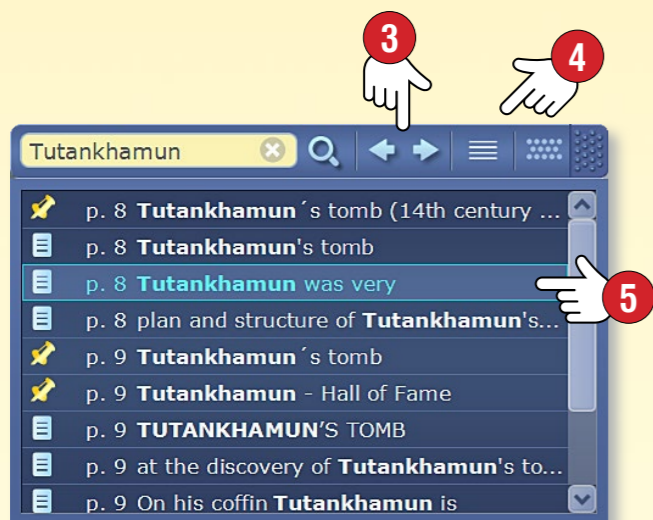 3
4
Tutankhamun
p. 8 Tutankhamun´s tomb (14th century ...
p. 8 Tutankhamun's tomb
p. 8 Tutankhamun was very
5
p. 8 plan and structure of Tutankhamun's...
p. 9 Tutankhamun´s tomb
p. 9 Tutankhamun - Hall of Fame
p. 9 TUTANKHAMUN’S TOMB
p. 9 at the discovery of Tutankhamun's to...
p. 9 On his coffin Tutankhamun is